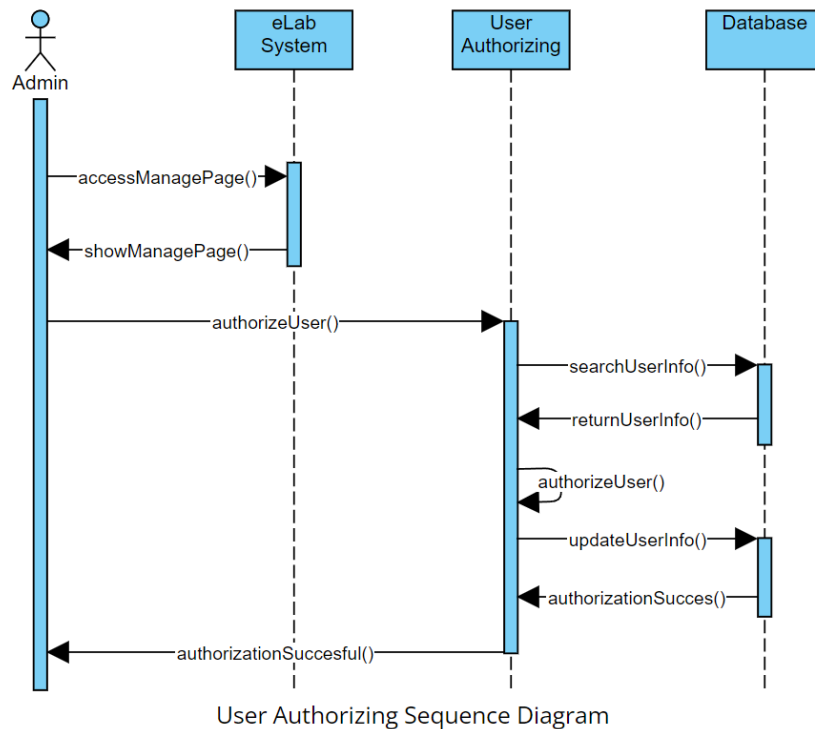 eLab
System
User
Authorizing
Database
Admin
accessManagePage()
showManagePage()
authorizeUser()
searchUserInfo()
returnUserInfo()
authorizeUser()
updateUserInfo()
authorizationSucces()
authorizationSuccesful()
User Authorizing Sequence Diagram